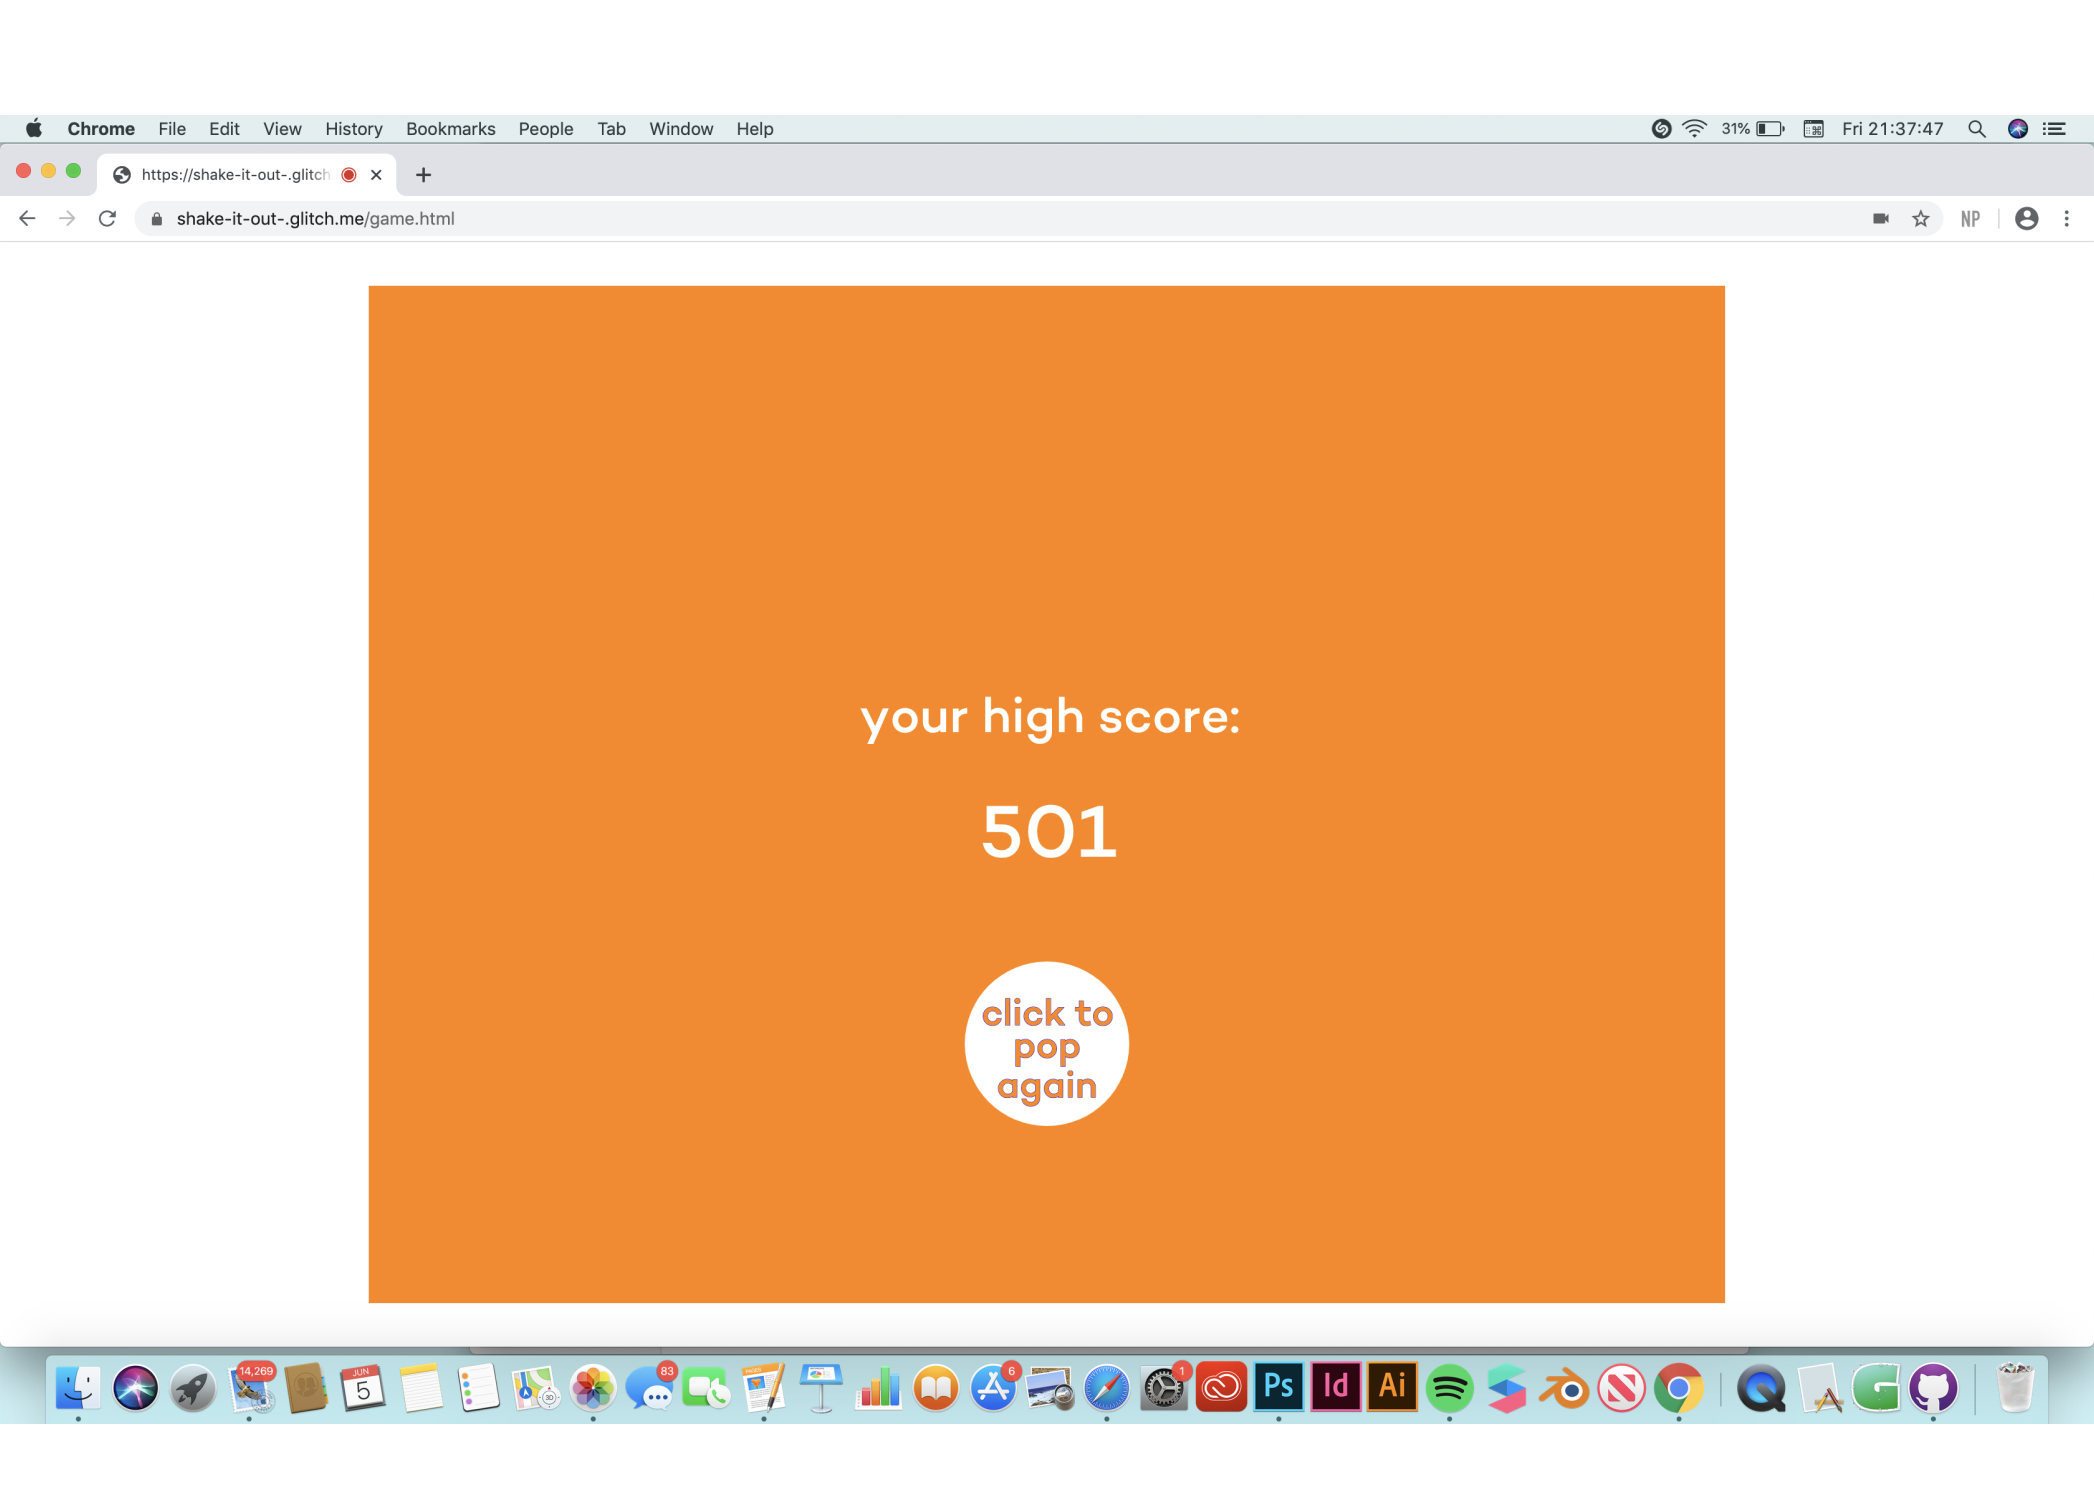 Chrome File Edit View History Bookmarks People Tab Window Help 31% Fri 21:37:47
https://shake-it-out-.glitch
shake-it-out-.glitch.me/game.html NP
your high score:
501
click to
pop
again
14,269 JUN 5 83 PAGES 6 1 Ps Id Ai